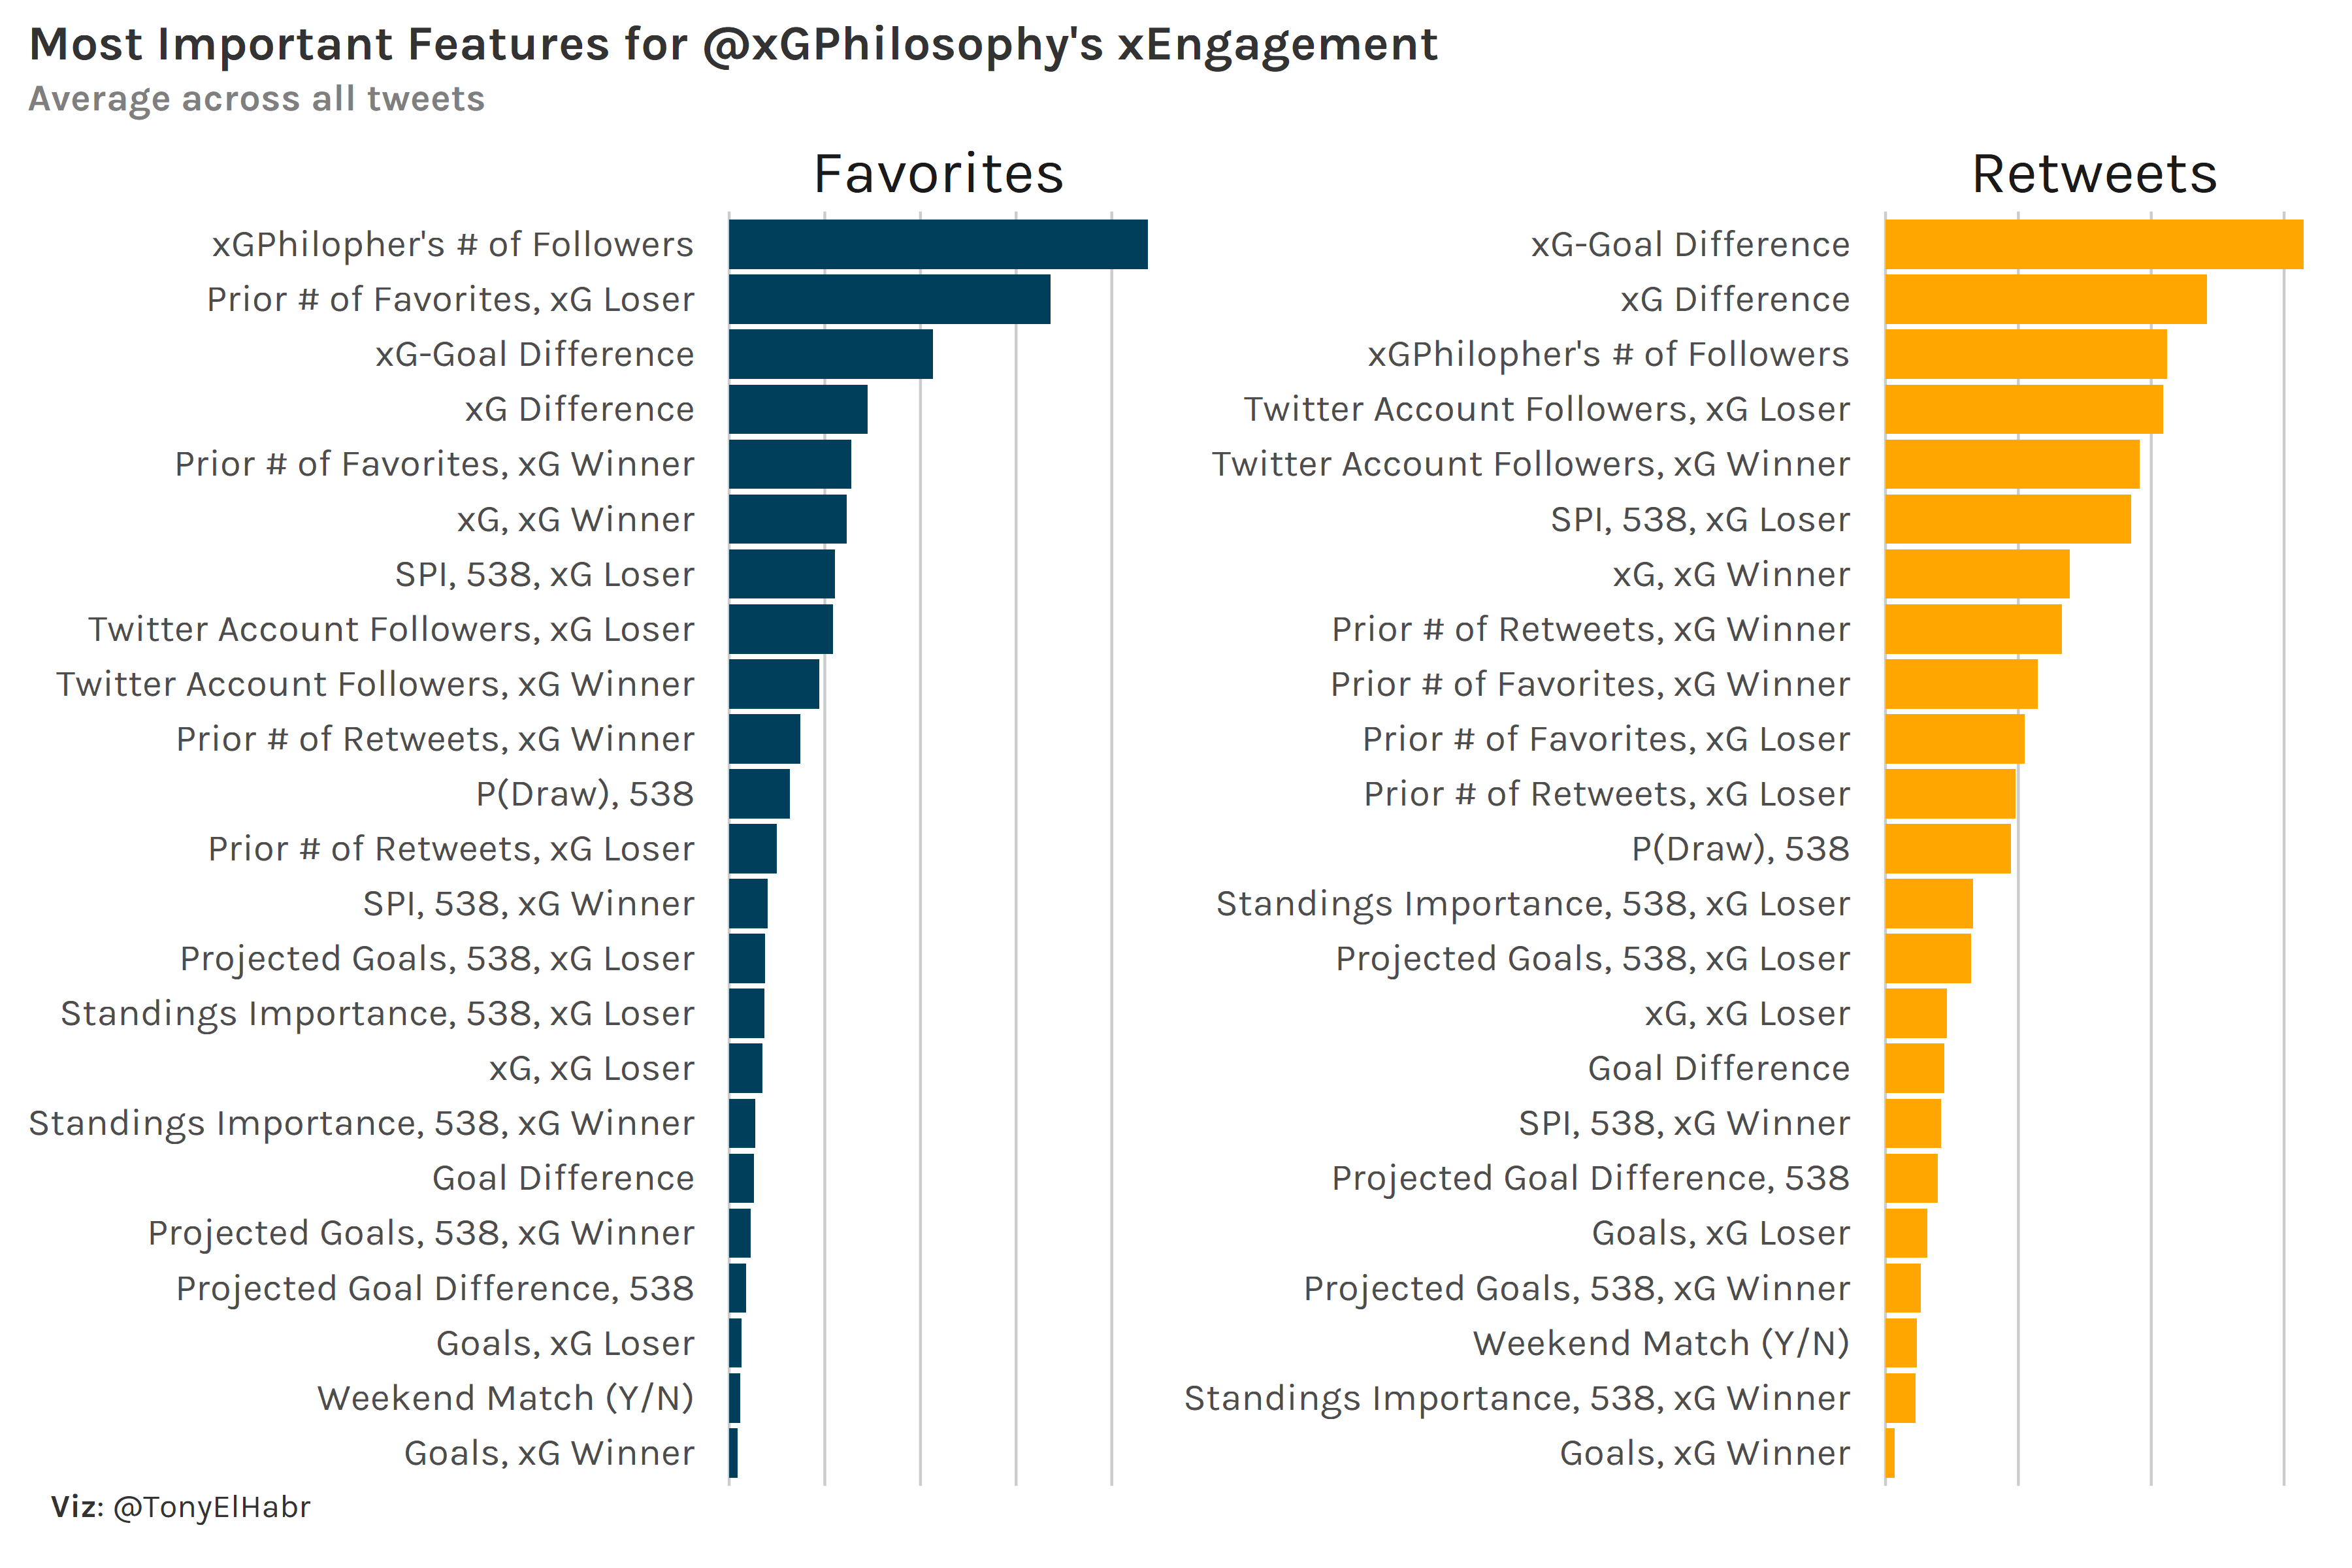 Most Important Features for @xGPhilosophy's xEngagement
Average across all tweets
Favorites
xGPhilopher's # of Followers
Prior # of Favorites, xG Loser
xG-Goal Difference
xG Difference
Prior # of Favorites, xG Winner
xG, xG Winner
SPI, 538, xG Loser
Twitter Account Followers, xG Loser
Twitter Account Followers, xG Winner
Prior # of Retweets, xG Winner
P(Draw), 538
Prior # of Retweets, xG Loser
SPI, 538, xG Winner
Projected Goals, 538, xG Loser
Standings Importance, 538, xG Loser
xG, xG Loser
Standings Importance, 538, xG Winner
Goal Difference
Projected Goals, 538, xG Winner
Projected Goal Difference, 538
Goals, xG Loser
Weekend Match (Y/N)
Goals, xG Winner
Retweets
xG-Goal Difference
xG Difference
xGPhilopher's # of Followers
Twitter Account Followers, xG Loser
Twitter Account Followers, xG Winner
SPI, 538, xG Loser
xG, xG Winner
Prior # of Retweets, xG Winner
Prior # of Favorites, xG Winner
Prior # of Favorites, xG Loser
Prior # of Retweets, xG Loser
P(Draw), 538
Standings Importance, 538, xG Loser
Projected Goals, 538, xG Loser
xG, xG Loser
Goal Difference
SPI, 538, xG Winner
Projected Goal Difference, 538
Goals, xG Loser
Projected Goals, 538, xG Winner
Weekend Match (Y/N)
Standings Importance, 538, xG Winner
Goals, xG Winner
Viz: @TonyElHabr